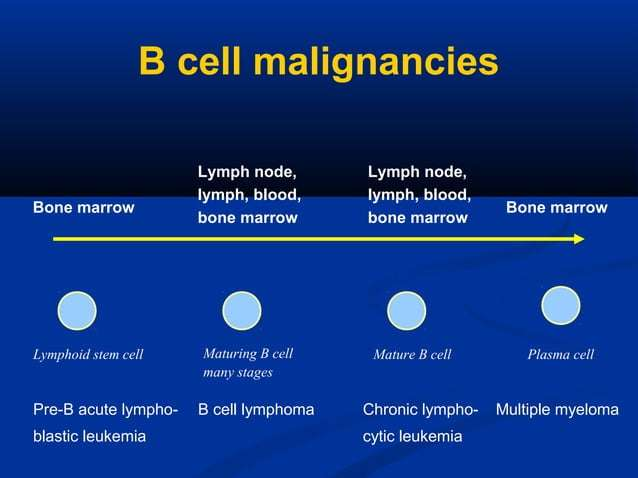 B cell malignancies
Bone marrow
Lymph node,
lymph, blood,
bone marrow
Lymph node,
lymph, blood,
bone marrow
Bone marrow
Lymphoid stem cell
Maturing B cell
many stages
Mature B cell
Plasma cell
Pre-B acute lympho-
blastic leukemia
B cell lymphoma
Chronic lympho-
cytic leukemia
Multiple myeloma